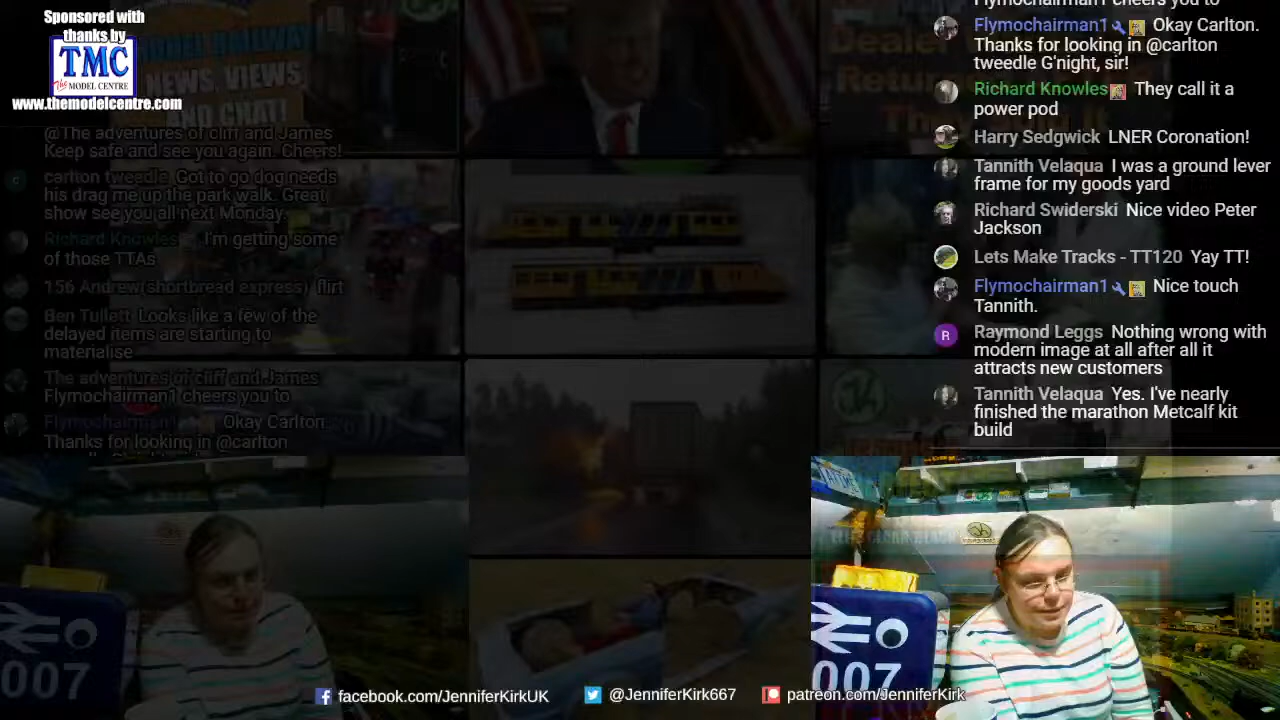 Sponsored with
thanks by
TMC
The MODEL CENTRE
www.themodelcentre.com
MODEL RAILWAY
NEWS, VIEWS
AND CHAT!
Dealer
@The adventures of cliff and James
Keep safe and see you again. Cheers!
carlton tweedle Got to go dog needs
his drag me up the park walk. Great
show see you all next Monday.
Richard Knowles I'm getting some
of those TTAs
156 Andrew(shortbread express) flirt
Ben Tullett Looks like a few of the
delayed items are starting to
materialise
The adventures of cliff and James
Flymochairman1 cheers you to
Flymochairman1 Okay Carlton.
Thanks for looking in @carlton
Flymochairman1 cheers you to
Flymochairman1 Okay Carlton.
Thanks for looking in @carlton
tweedle G'night, sir!
Richard Knowles They call it a
power pod
Harry Sedgwick LNER Coronation!
Tannith Velaqua I was a ground lever
frame for my goods yard
Richard Swiderski Nice video Peter
Jackson
Lets Make Tracks - TT120 Yay TT!
Flymochairman1 Nice touch
Tannith.
R Raymond Leggs Nothing wrong with
modern image at all after all it
attracts new customers
Tannith Velaqua Yes. I've nearly
finished the marathon Metcalf kit
build
007
007
facebook.com/JenniferKirkUK
@JenniferKirk667
patreon.com/JenniferKirk